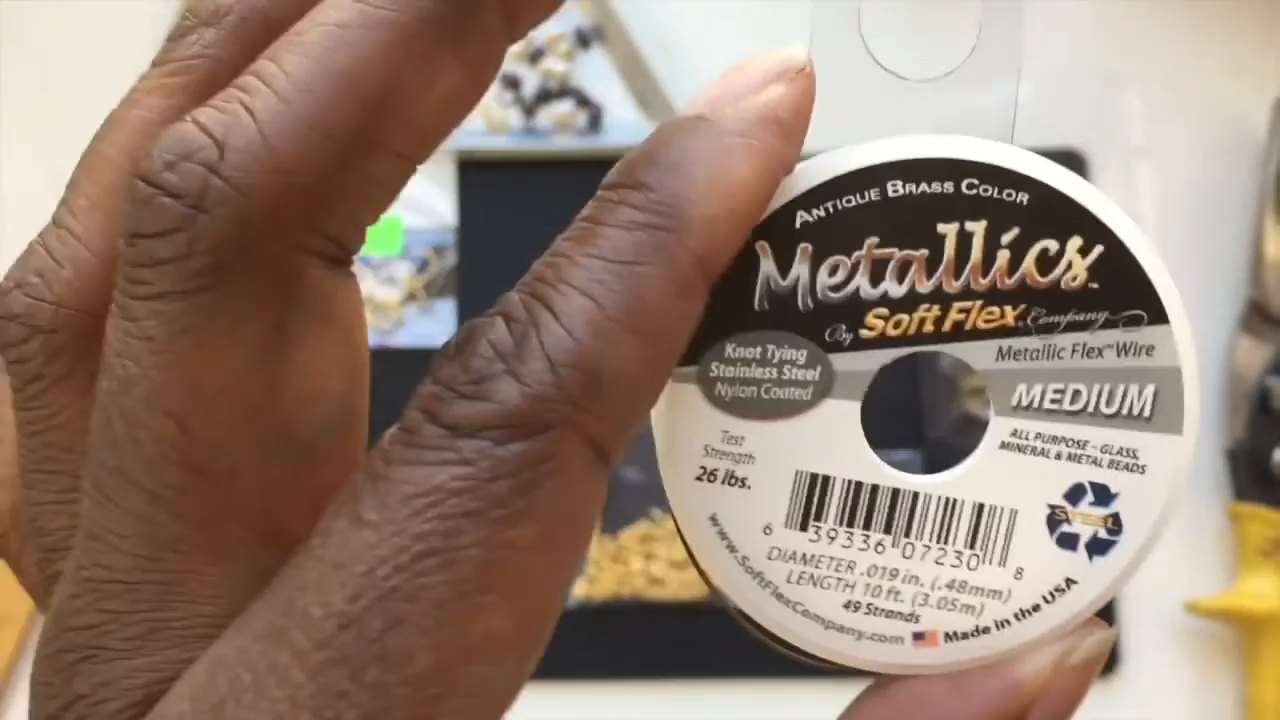 ANTIQUE BRASS COLOR
Metallics™
By Soft Flex® Company
Metallic Flex™ Wire
MEDIUM
Knot Tying
Stainless Steel
Nylon Coated
ALL PURPOSE - GLASS,
MINERAL & METAL BEADS
Test
Strength
26 lbs.
STEEL
6 39336 07230 8
DIAMETER .019 in. (.48mm)
LENGTH 10 ft. (3.05m)
49 Strands
www.SoftFlexCompany.com
Made in the USA